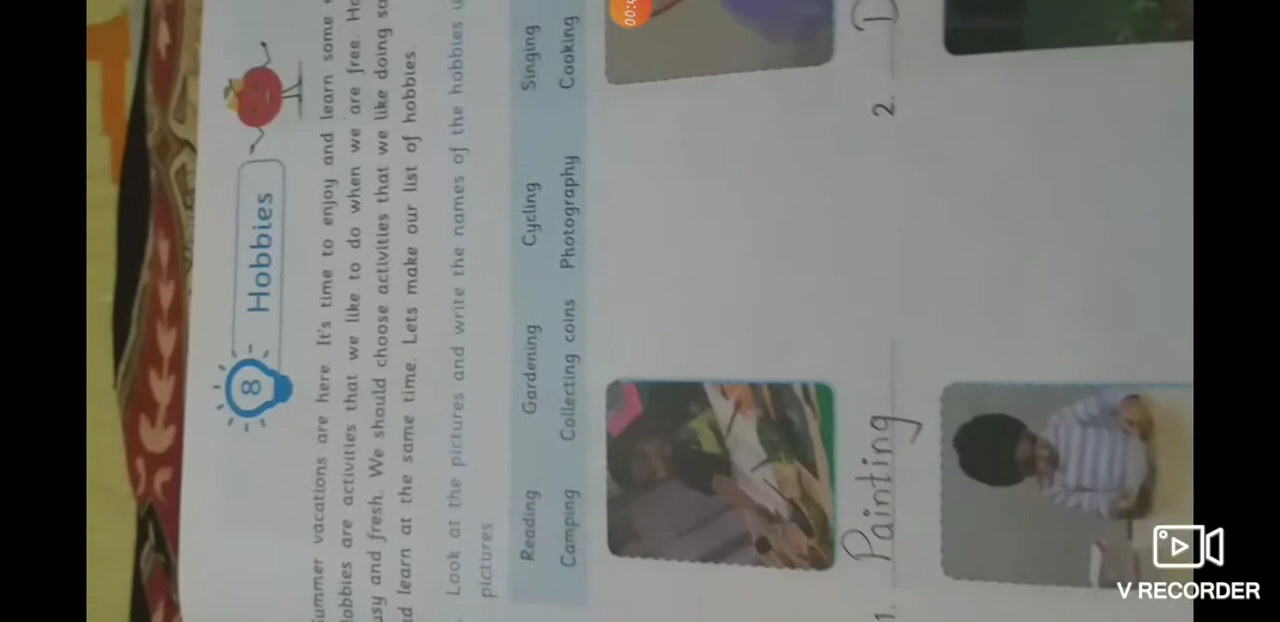 8 Hobbies
ummer vacations are here. It's time to enjoy and learn some
obbies are activities that we like to do when we are free.
usy and fresh. We should choose activities that we like doing
d learn at the same time. Lets make our list of hobbies.
Look at the pictures and write the names of the hobbies
pictures
Reading Gardening Cycling Singing
Camping Collecting coins Photography Cooking
1. Painting
2. D
00:4
V RECORDER